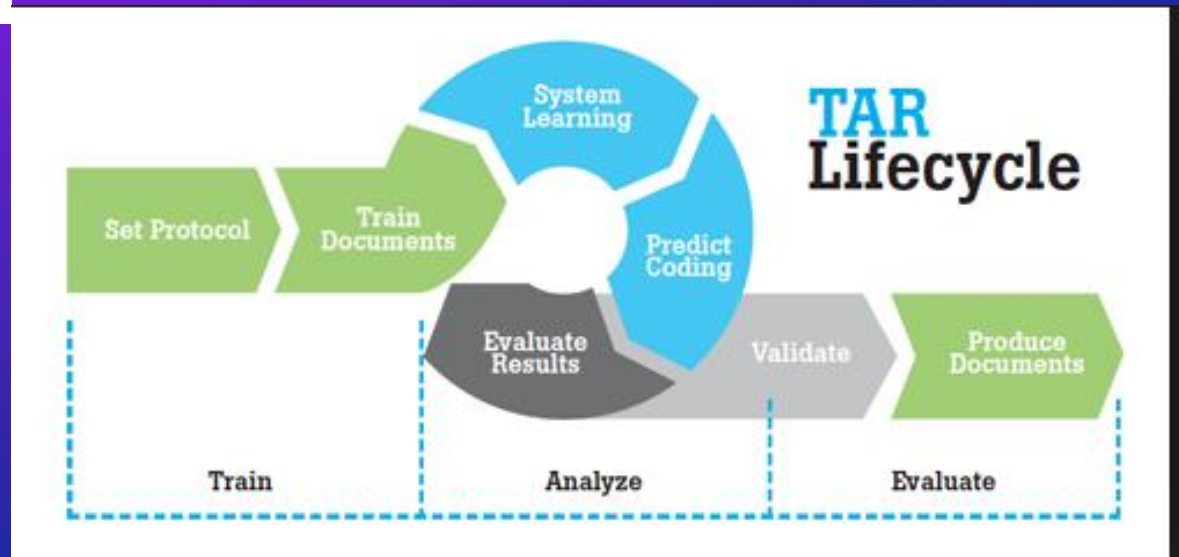 TAR
Lifecycle
System
Learning
Set Protocol
Train
Documents
Predict
Coding
Evaluate
Results
Validate
Produce
Documents
Train
Analyze
Evaluate